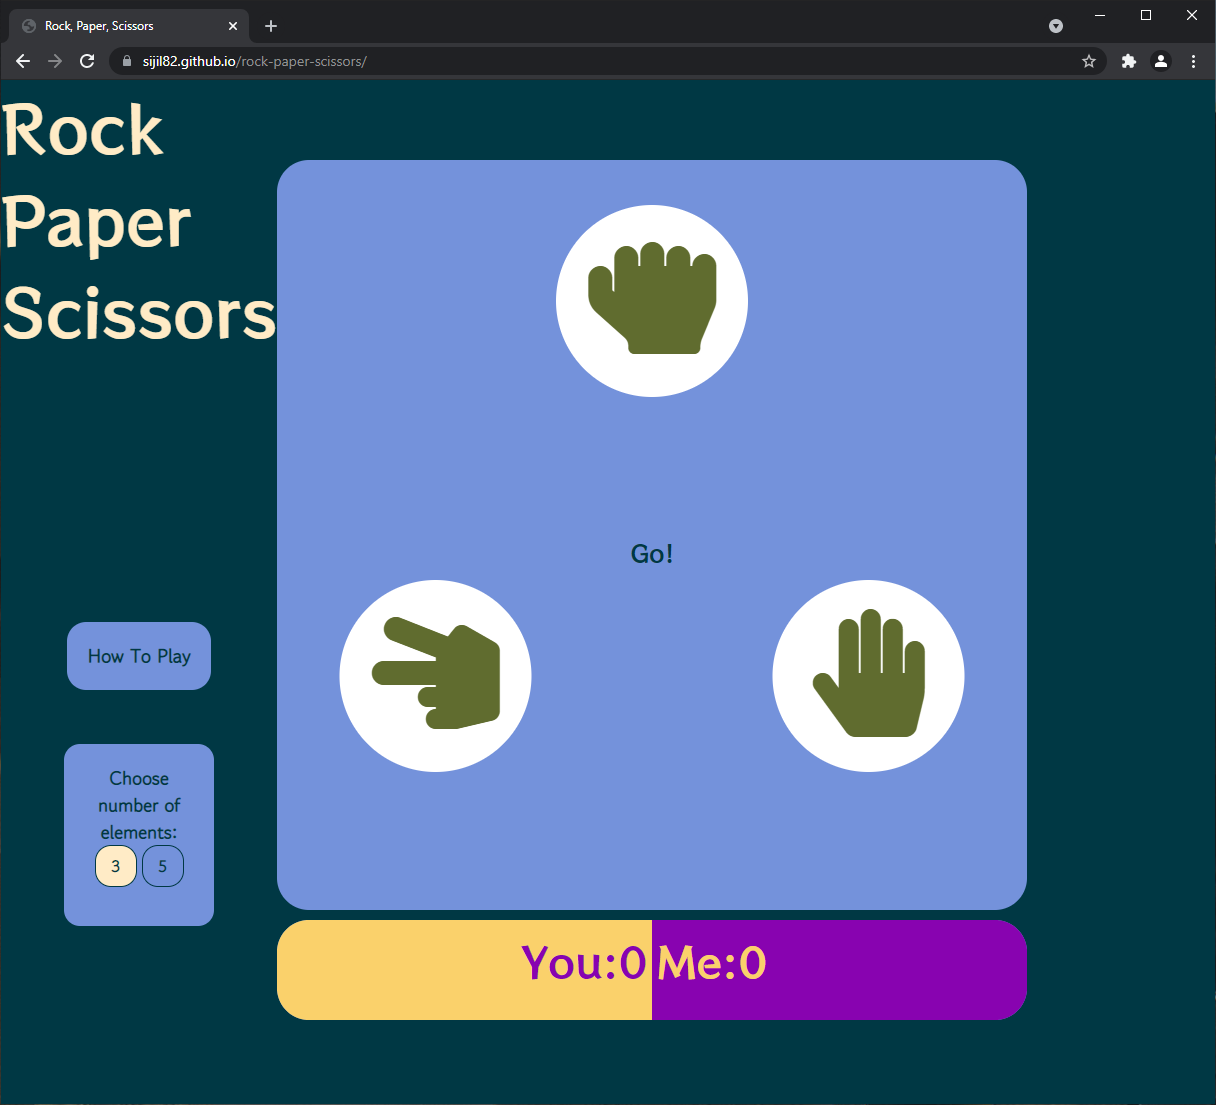 Rock, Paper, Scissors
sijil82.github.io/rock-paper-scissors/
Rock
Paper
Scissors
Go!
How To Play
Choose
number of
elements:
3 5
You:0 Me:0